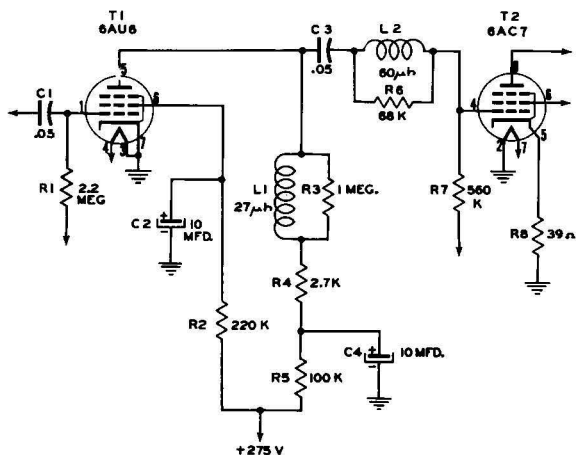 T1
6AU6
C1
.05
1
5
6
4
3
7
R1
2.2
MEG
C2
+
-
10
MFD.
R2
220 K
C3
.05
L2
60µh
R6
68 K
L1
27µh
R3
1 MEG.
R4
2.7K
R5
100 K
C4
+
-
10 MFD.
+275 V
T2
6AC7
4
8
6
5
2
7
R7
560
K
R8
39Ω